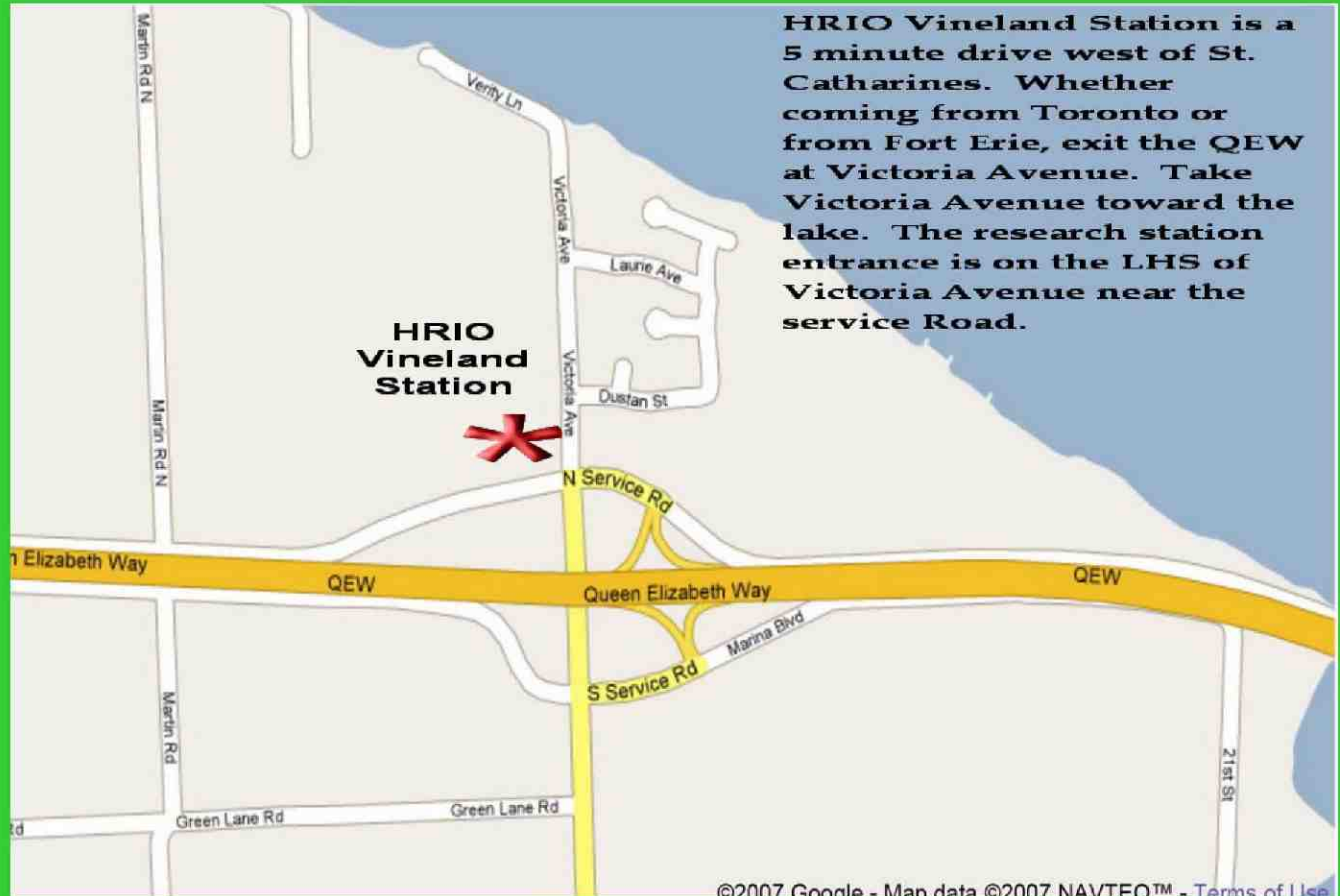 HRIO Vineland Station is a
5 minute drive west of St.
Catharines. Whether
coming from Toronto or
from Fort Erie, exit the QEW
at Victoria Avenue. Take
Victoria Avenue toward the
lake. The research station
entrance is on the LHS of
Victoria Avenue near the
service Road.
Martin Rd N
Verity Ln
Victoria Ave
Laurie Ave
HRIO
Vineland
Station
Victoria Ave
Dustan St
Martin Rd N
N Service Rd
n Elizabeth Way
QEW
Queen Elizabeth Way
QEW
Marina Blvd
S Service Rd
Martin Rd
21st St
Rd
Green Lane Rd
Green Lane Rd
©2007 Google - Map data ©2007 NAVTEQ™ - Terms of Use